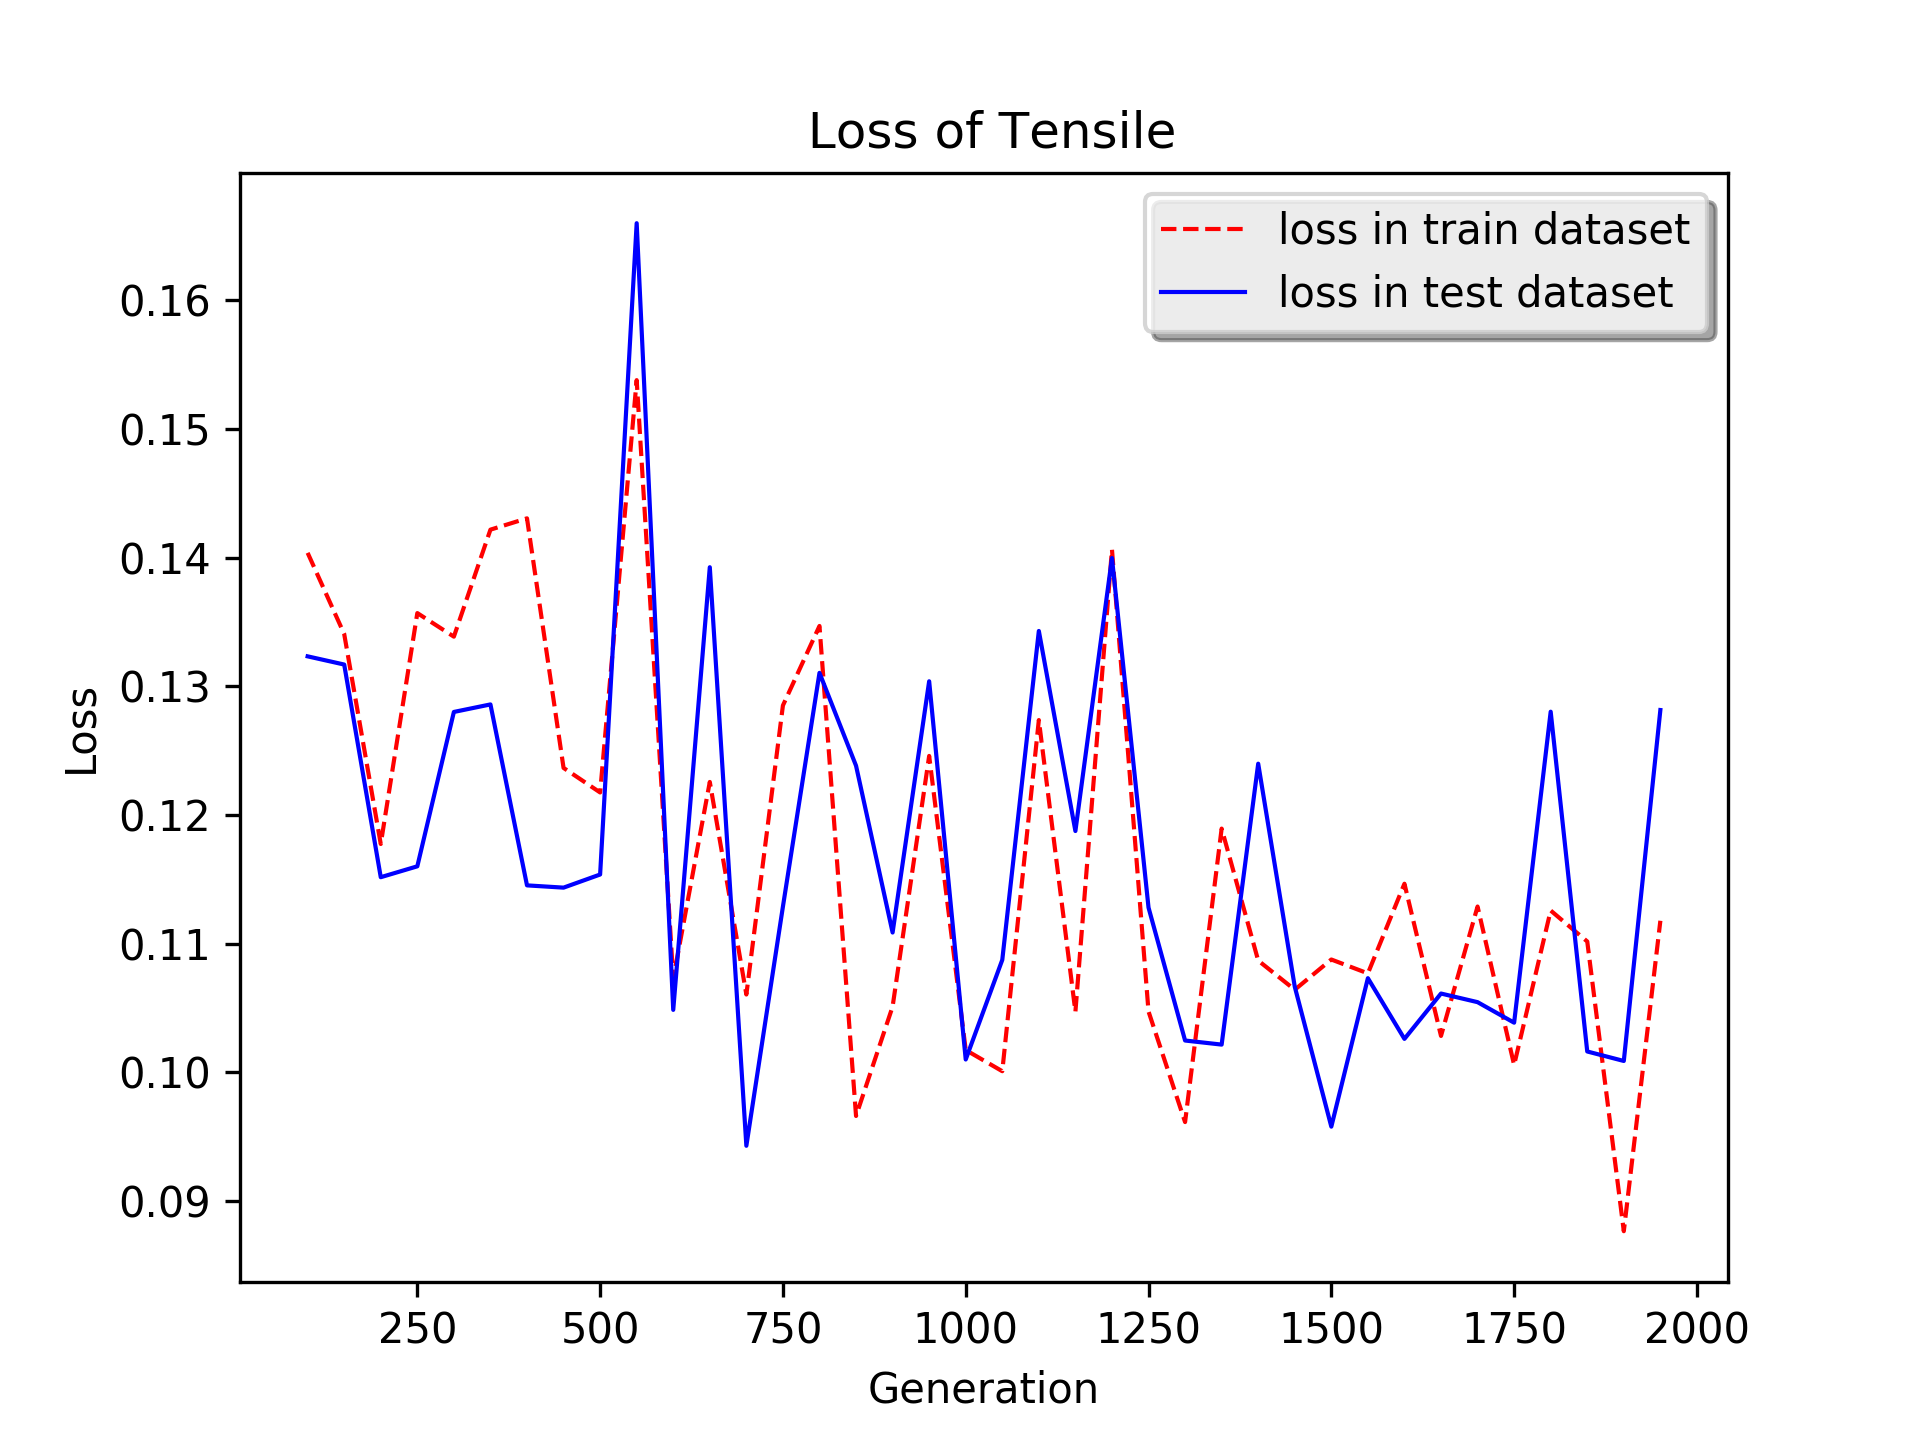 Loss of Tensile
loss in train dataset
loss in test dataset
0.16
0.15
0.14
0.13
0.12
0.11
0.10
0.09
Loss
250 500 750 1000 1250 1500 1750 2000
Generation